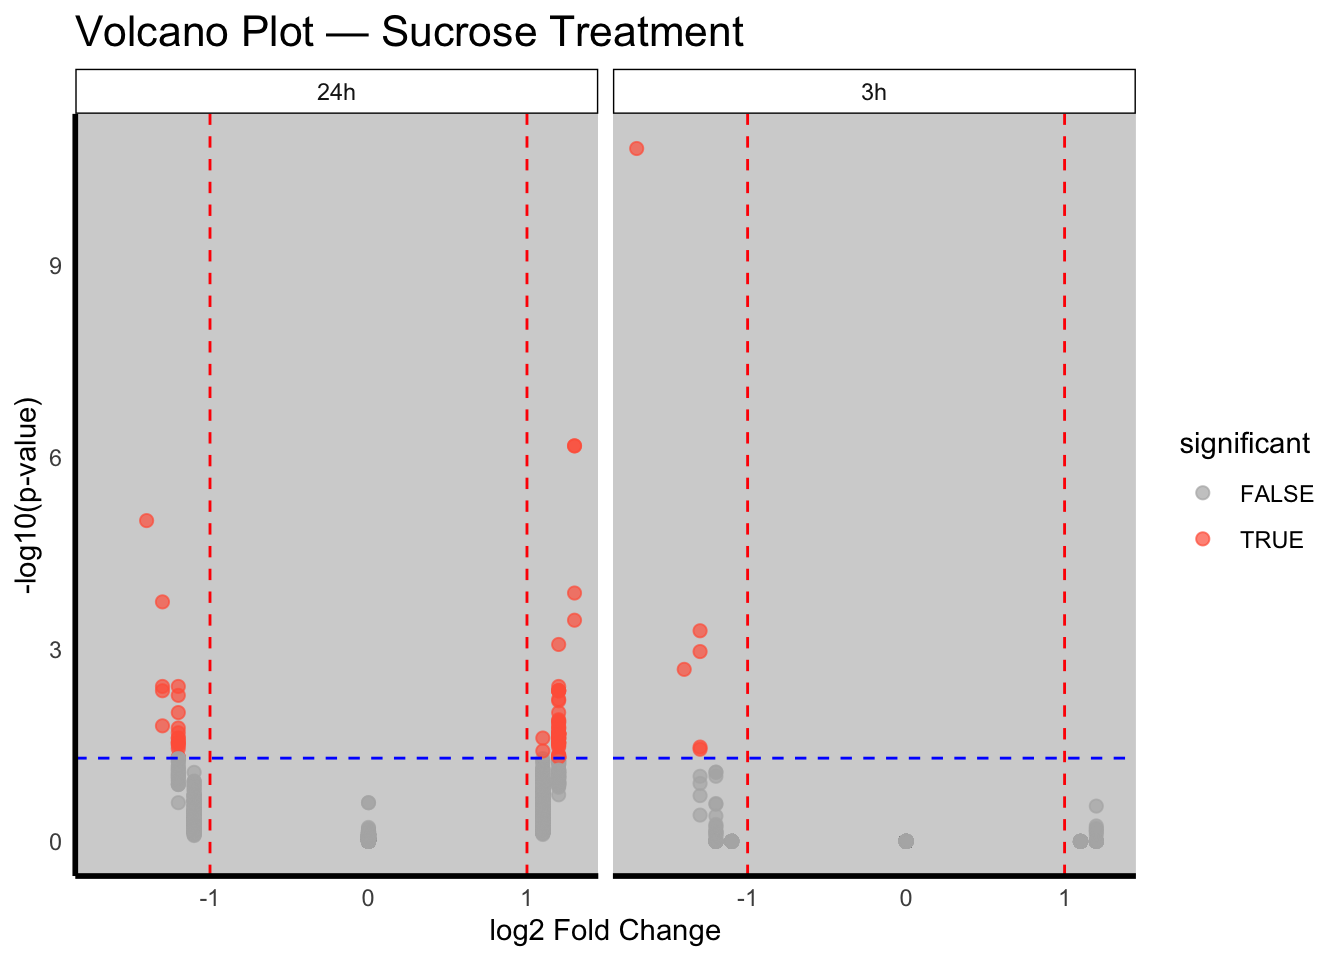 Volcano Plot — Sucrose Treatment
24h 3h
-log10(p-value)
9
6
3
0
-1 0 1 -1 0 1
log2 Fold Change
significant
FALSE
TRUE